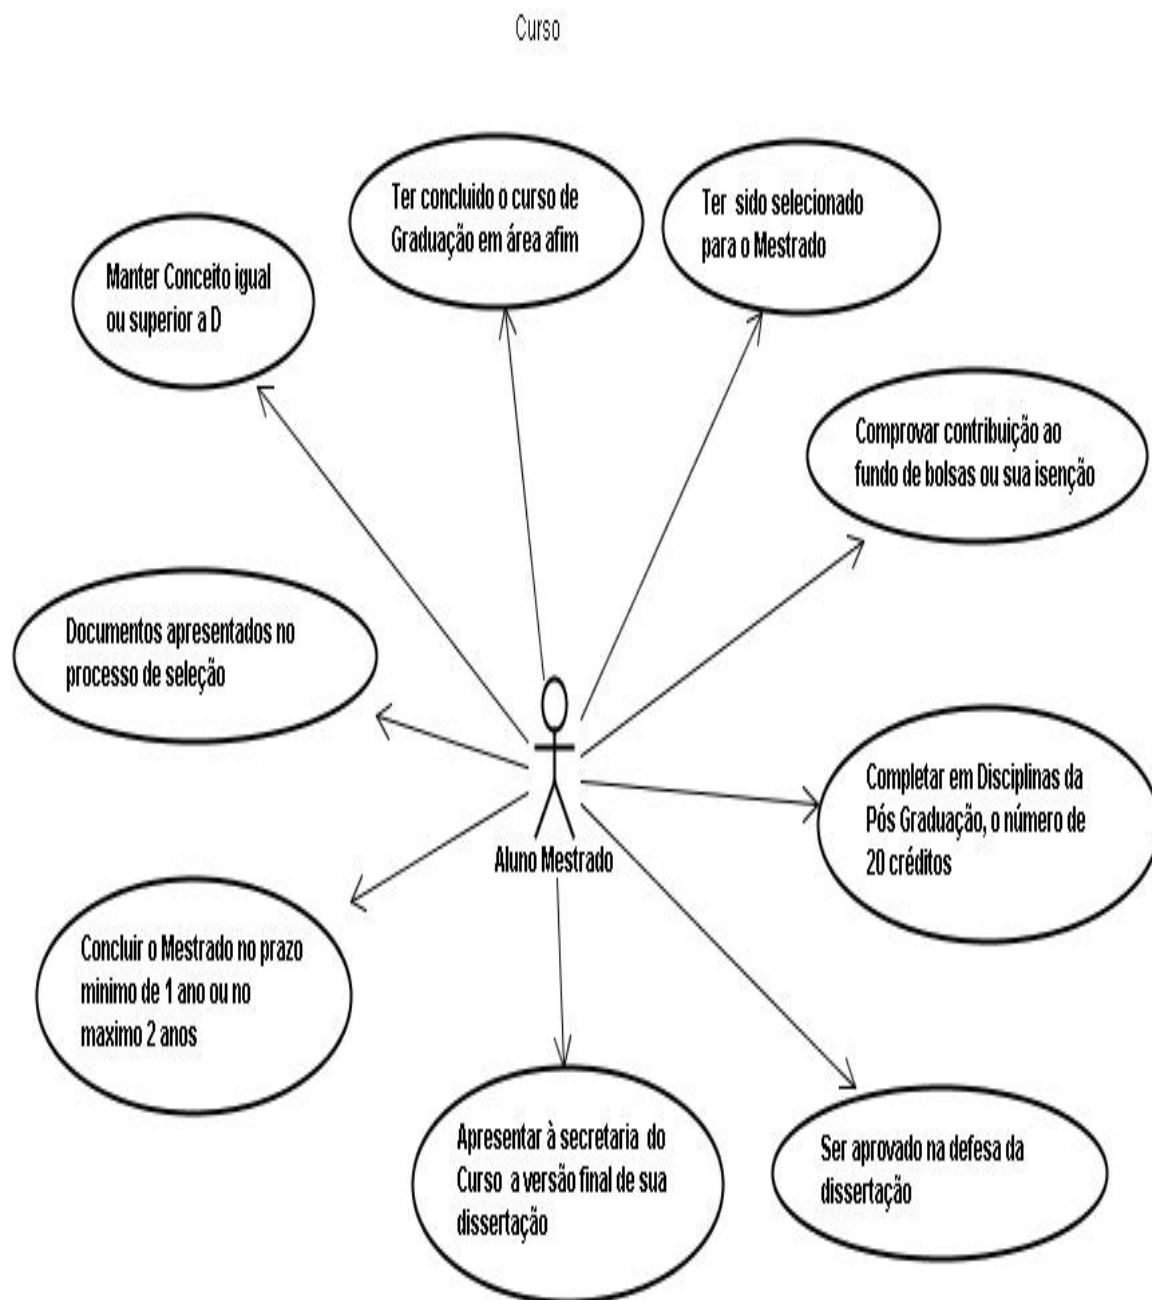 Curso
Ter concluido o curso de
Graduação em área afim
Ter sido selecionado
para o Mestrado
Manter Conceito igual
ou superior a D
Comprovar contribuição ao
fundo de bolsas ou sua isenção
Documentos apresentados no
processo de seleção
Completar em Disciplinas da
Pós Graduação, o número de
20 créditos
Aluno Mestrado
Concluir o Mestrado no prazo
minimo de 1 ano ou no
maximo 2 anos
Apresentar à secretaria do
Curso a versão final de sua
dissertação
Ser aprovado na defesa da
dissertação